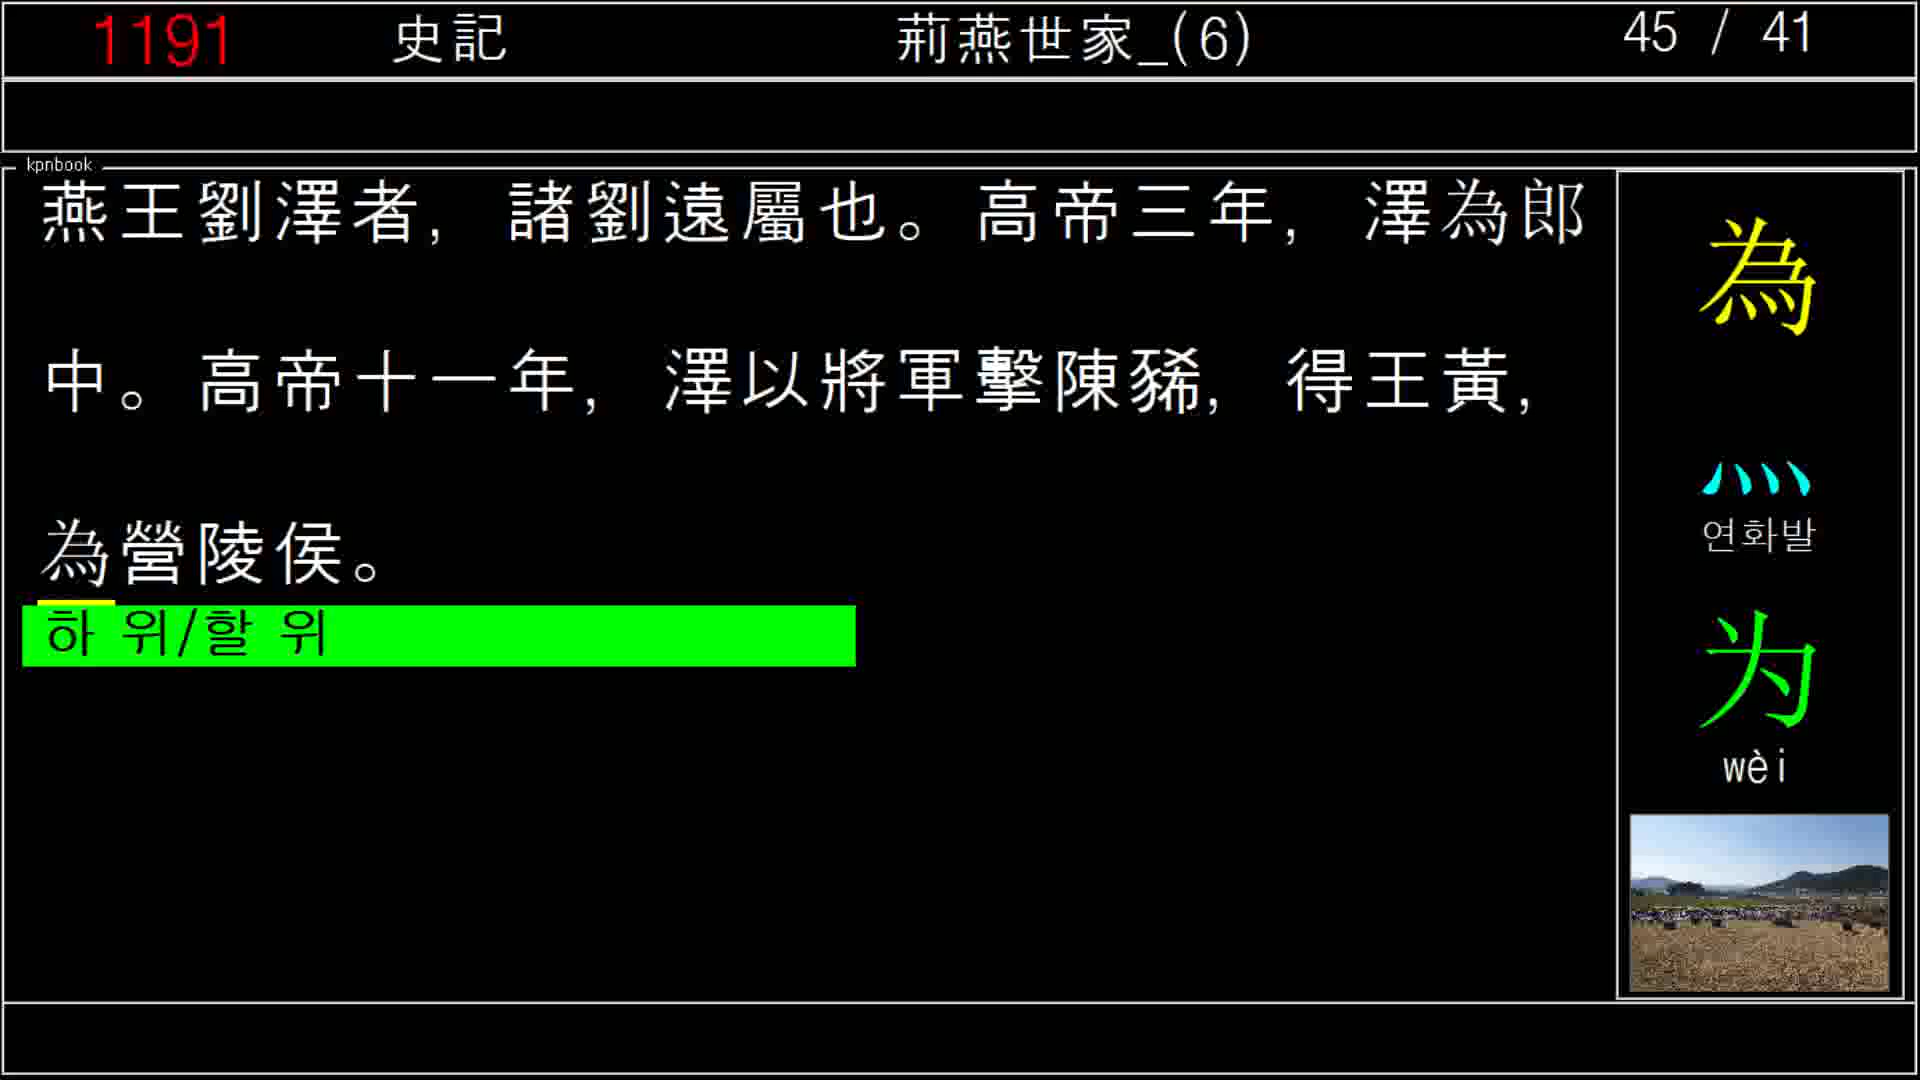 1191 史記 荊燕世家_(6) 45 / 41
kpnbook
燕王劉澤者, 諸劉遠屬也。高帝三年, 澤為郎
中。高帝十一年, 澤以將軍擊陳豨, 得王黃,
為營陵侯。
하 위/할 위
為
灬
연화발
为
wèi